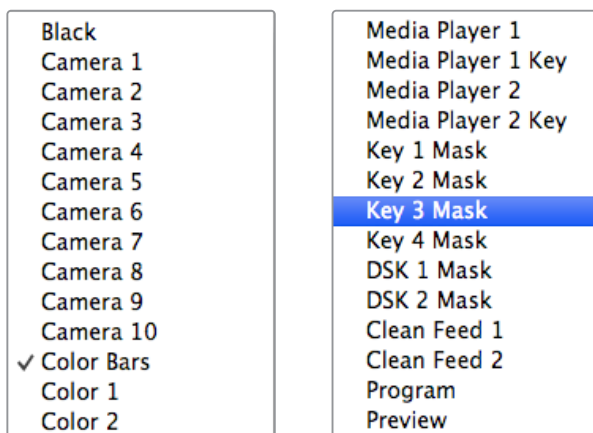 Black
Camera 1
Camera 2
Camera 3
Camera 4
Camera 5
Camera 6
Camera 7
Camera 8
Camera 9
Camera 10
✓ Color Bars
Color 1
Color 2
Media Player 1
Media Player 1 Key
Media Player 2
Media Player 2 Key
Key 1 Mask
Key 2 Mask
Key 3 Mask
Key 4 Mask
DSK 1 Mask
DSK 2 Mask
Clean Feed 1
Clean Feed 2
Program
Preview